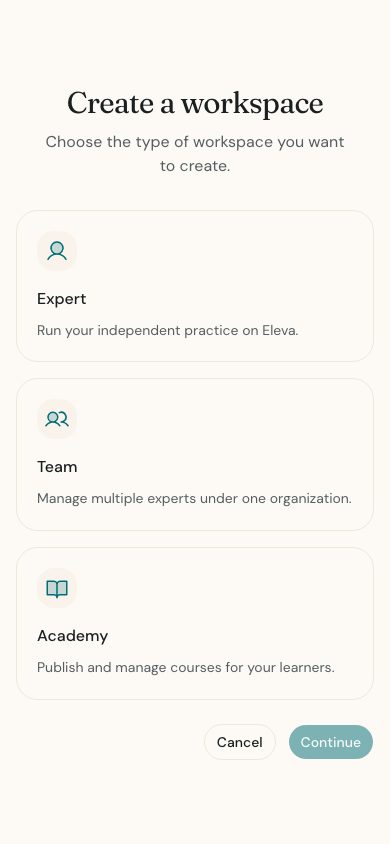 Create a workspace
Choose the type of workspace you want
to create.
Expert
Run your independent practice on Eleva.
Team
Manage multiple experts under one organization.
Academy
Publish and manage courses for your learners.
Cancel
Continue